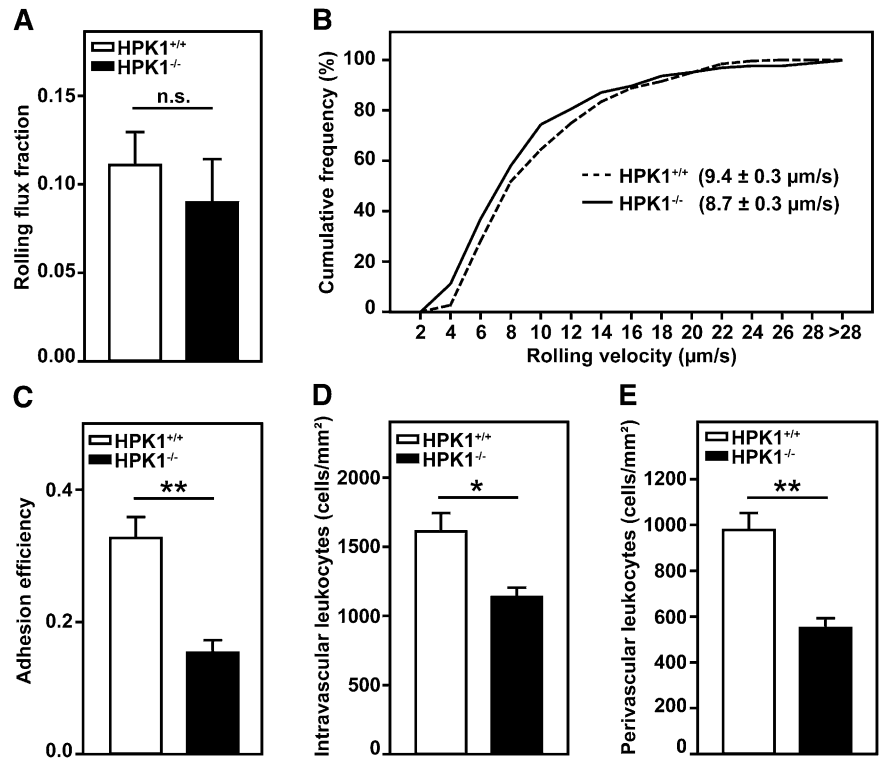 A
HPK1+/+
HPK1-/-
n.s.
Rolling flux fraction
0.15
0.10
0.05
0.00
B
Cumulative frequency (%)
100
80
60
40
20
0
HPK1+/+ (9.4 ± 0.3 µm/s)
HPK1-/- (8.7 ± 0.3 µm/s)
2 4 6 8 10 12 14 16 18 20 22 24 26 28 >28
Rolling velocity (µm/s)
C
HPK1+/+
HPK1-/-
**
Adhesion efficiency
0.4
0.2
0.0
D
HPK1+/+
HPK1-/-
*
Intravascular leukocytes (cells/mm²)
2000
1500
1000
500
0
E
HPK1+/+
HPK1-/-
**
Perivascular leukocytes (cells/mm²)
1200
1000
800
600
400
200
0